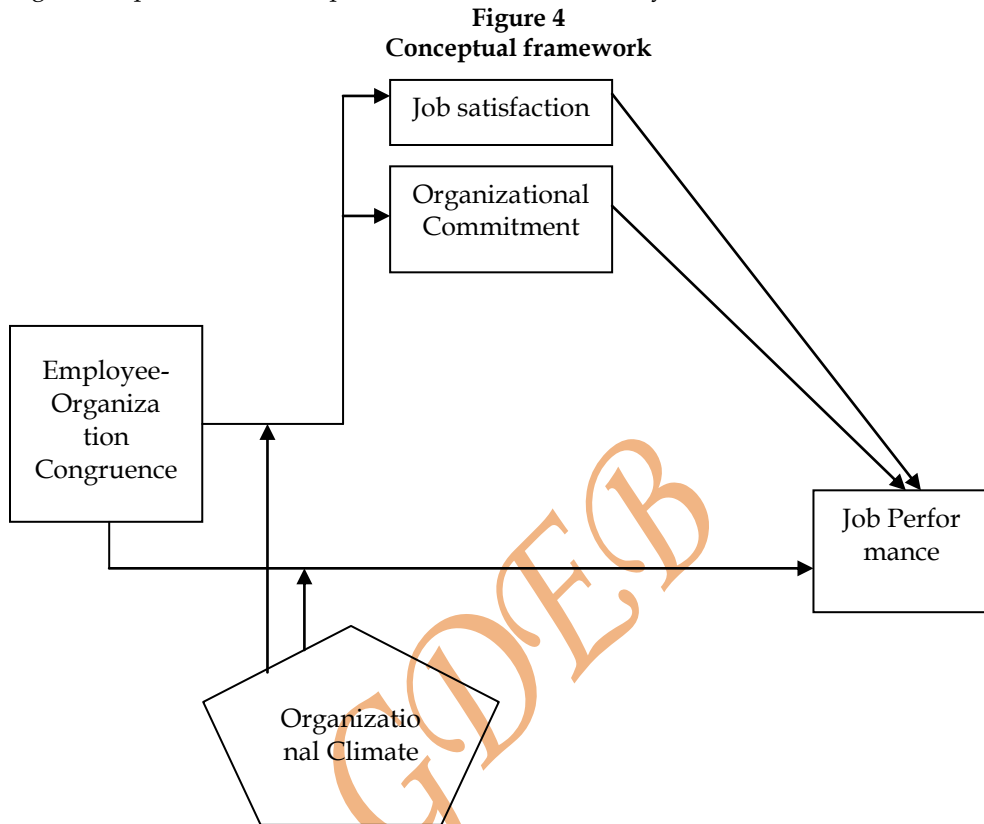 Figure 4
Conceptual framework
Job satisfaction
Organizational
Commitment
Employee-
Organiza
tion
Congruence
Job Perfor
mance
Organizatio
nal Climate
GDEB